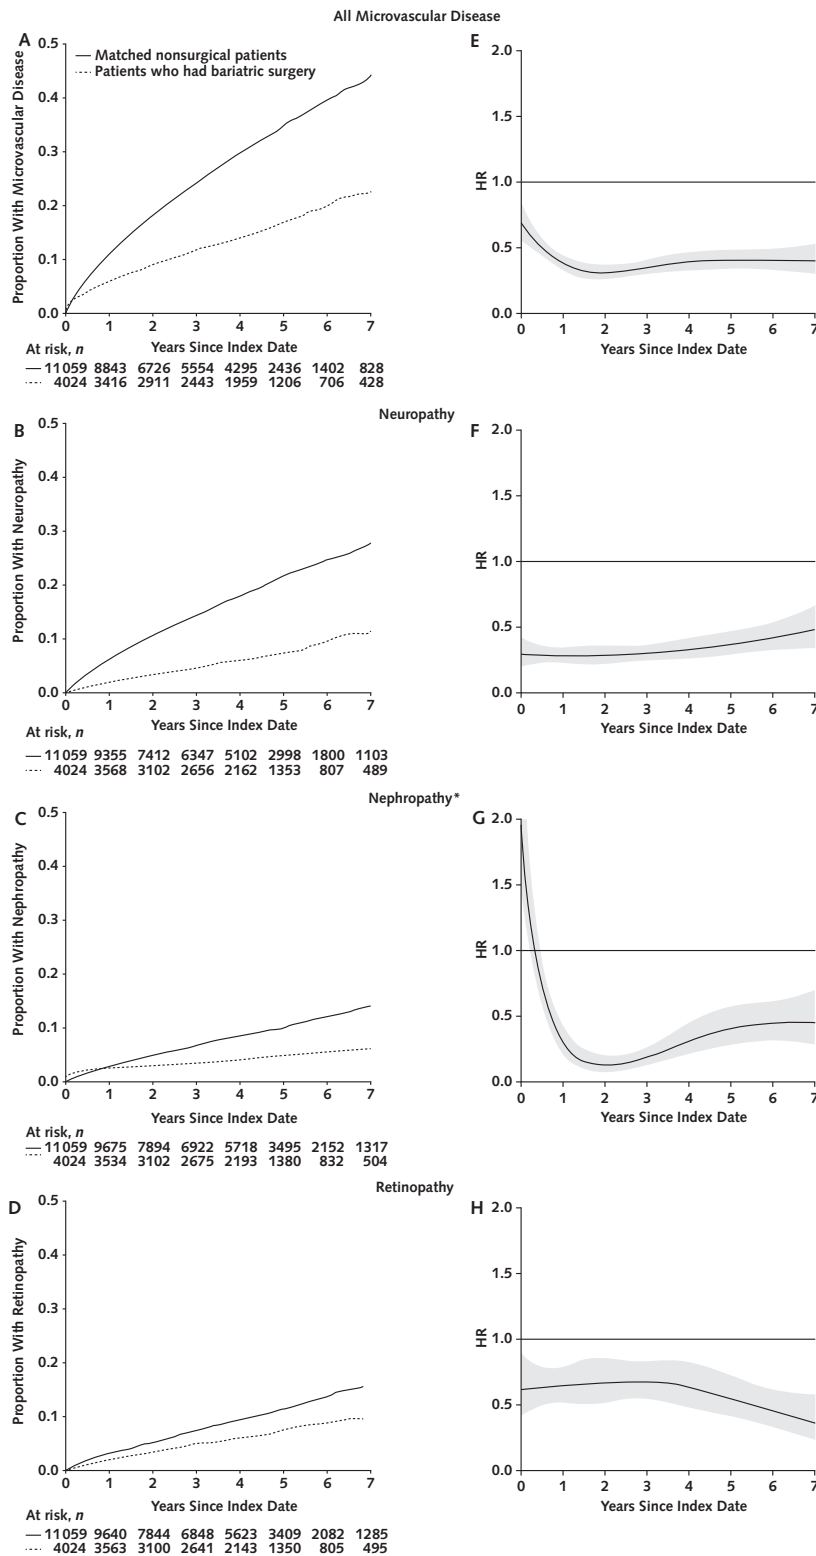 All Microvascular Disease
A
Proportion With Microvascular Disease
0.5
0.4
0.3
0.2
0.1
0.0
Matched nonsurgical patients
Patients who had bariatric surgery
0 1 2 3 4 5 6 7
Years Since Index Date
At risk, n
11 059 8843 6726 5554 4295 2436 1402 828
4024 3416 2911 2443 1959 1206 706 428
E
HR
2.0
1.5
1.0
0.5
0.0
0 1 2 3 4 5 6 7
Years Since Index Date
Neuropathy
B
Proportion With Neuropathy
0.5
0.4
0.3
0.2
0.1
0.0
0 1 2 3 4 5 6 7
Years Since Index Date
At risk, n
11 059 9355 7412 6347 5102 2998 1800 1103
4024 3568 3102 2656 2162 1353 807 489
F
HR
2.0
1.5
1.0
0.5
0.0
0 1 2 3 4 5 6 7
Years Since Index Date
Nephropathy*
C
Proportion With Nephropathy
0.5
0.4
0.3
0.2
0.1
0.0
0 1 2 3 4 5 6 7
Years Since Index Date
At risk, n
11 059 9675 7894 6922 5718 3495 2152 1317
4024 3534 3102 2675 2193 1380 832 504
G
HR
2.0
1.5
1.0
0.5
0.0
0 1 2 3 4 5 6 7
Years Since Index Date
Retinopathy
D
Proportion With Retinopathy
0.5
0.4
0.3
0.2
0.1
0.0
0 1 2 3 4 5 6 7
Years Since Index Date
At risk, n
11 059 9640 7844 6848 5623 3409 2082 1285
4024 3563 3100 2641 2143 1350 805 495
H
HR
2.0
1.5
1.0
0.5
0.0
0 1 2 3 4 5 6 7
Years Since Index Date